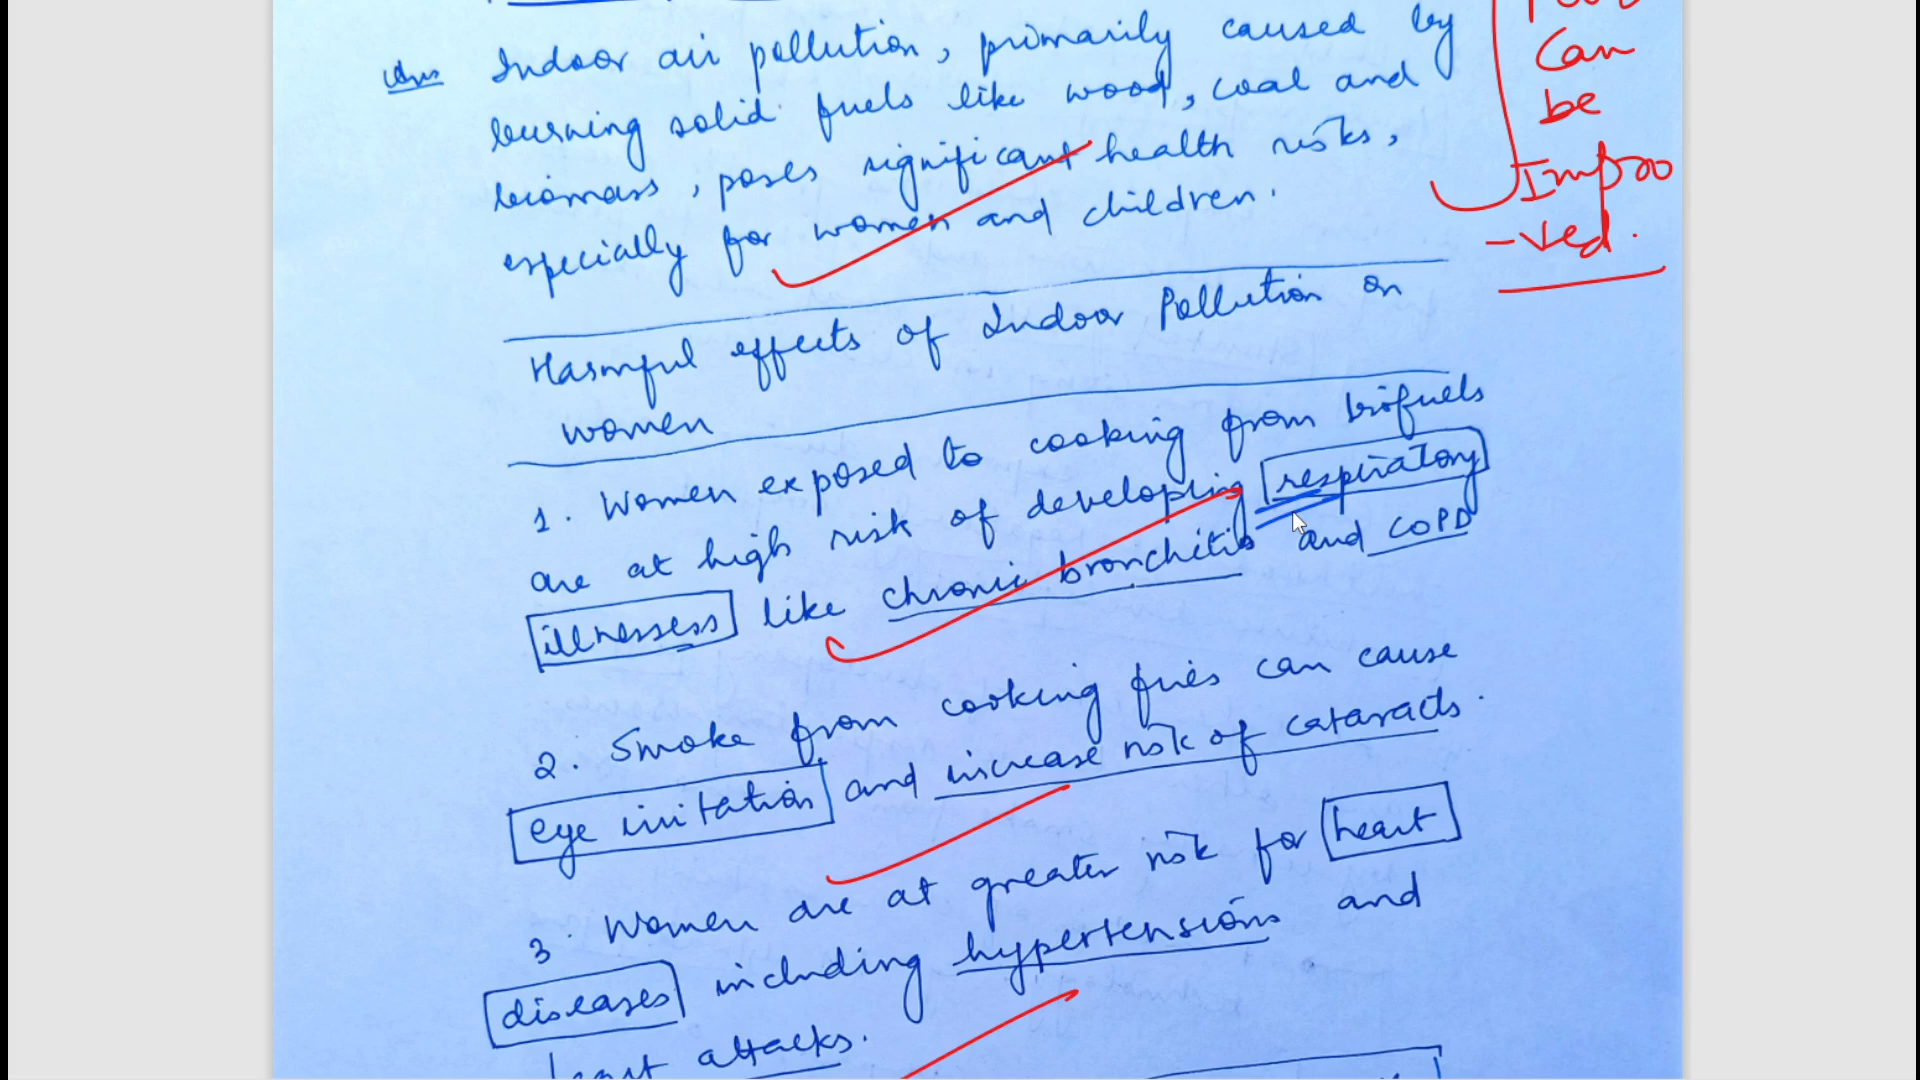 Ans Indoor air pollution, primarily caused by
burning solid fuels like wood, coal and
biomass, poses significant health risks,
especially for women and children.
Can
be
Impro
-ved.
Harmful effects of Indoor Pollution on
women
1. Women exposed to cooking from biofuels
are at high risk of developing respiratory
illnessess like chronic bronchitis and COPD
2. Smoke from cooking fries can cause
eye irritation and increase risk of cataracts.
3. Women are at greater risk for heart
diseases including hypertensions and
heart attacks.